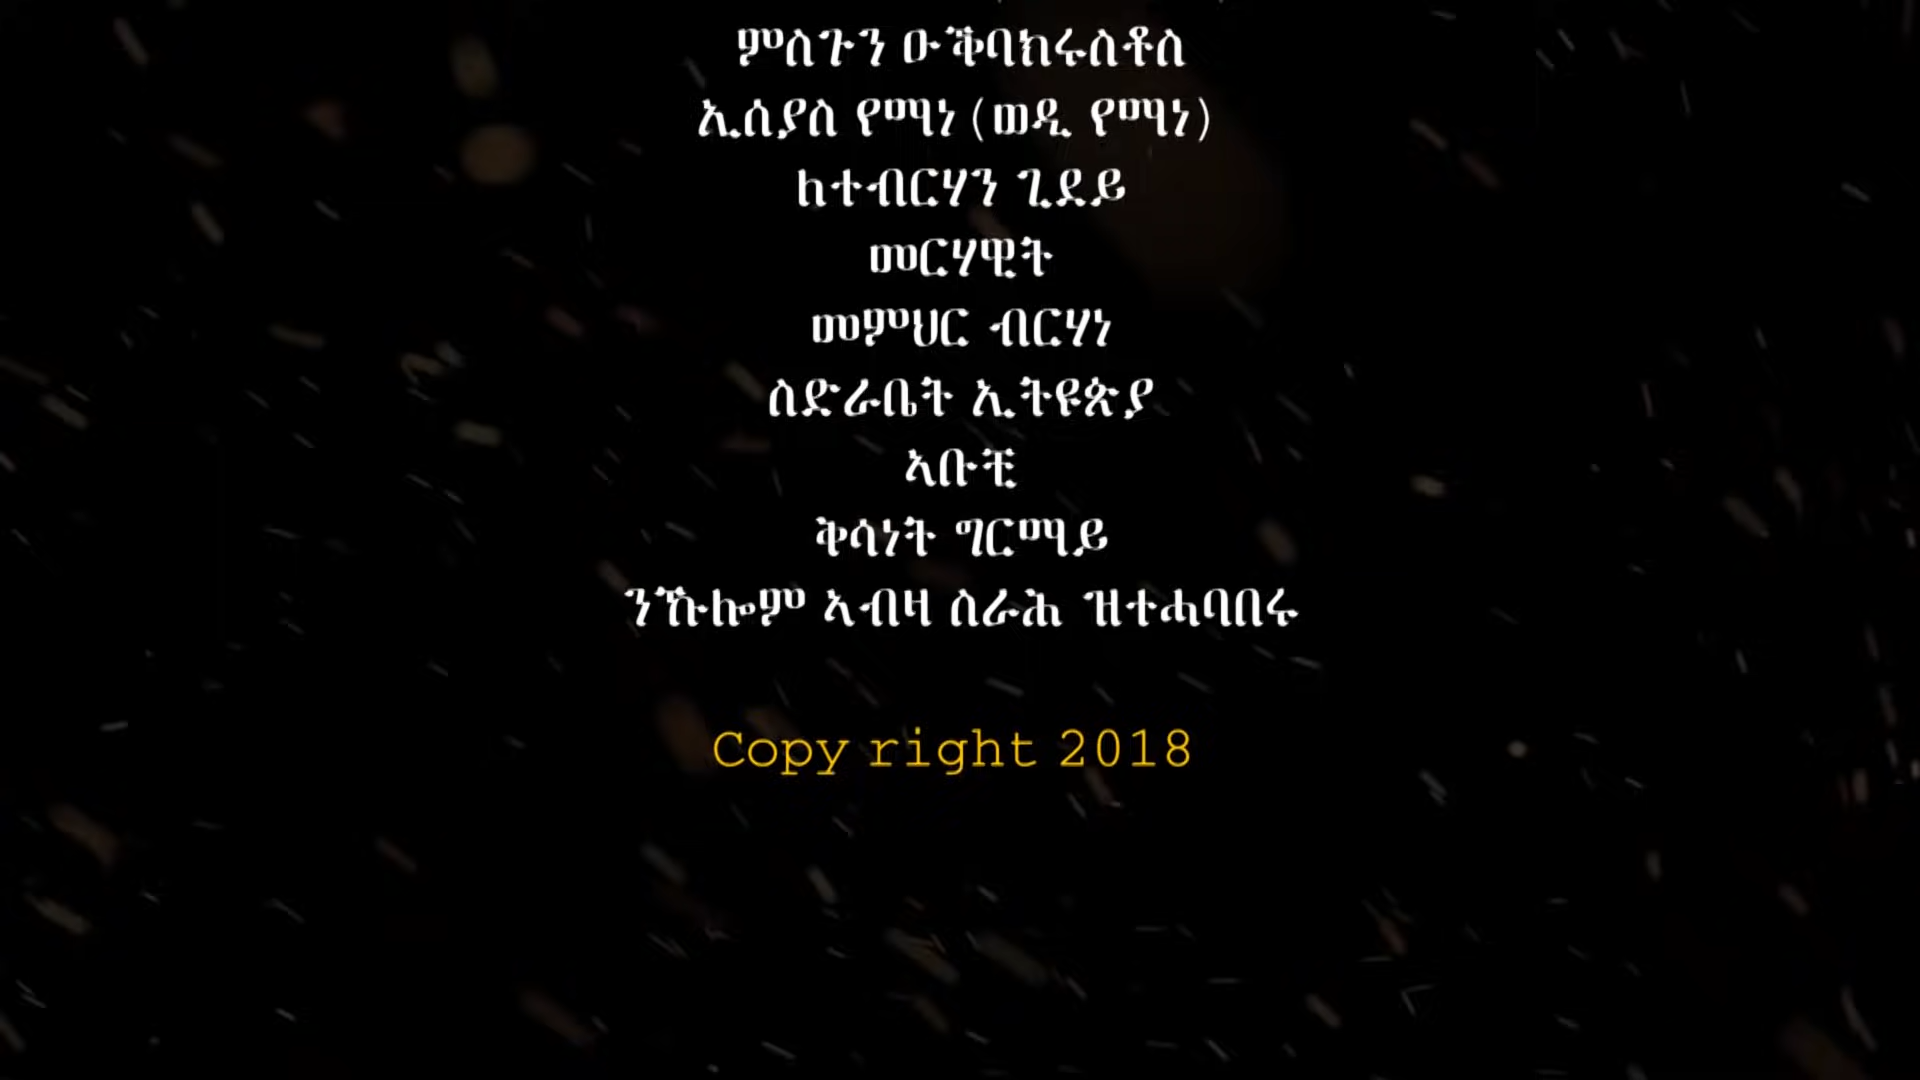 ምስጉን ዑቕባክሩስቶስ
ኢሰያስ የማነ (ወዲ የማነ)
ለተብርሃን ጊደይ
መርሃዊት
መምህር ብርሃነ
ስድራቤት ኢትዩጵያ
ኣቡቺ
ቅሳነት ግርማይ
ንኹሎም ኣብዛ ስራሕ ዝተሓባበሩ
Copy right 2018